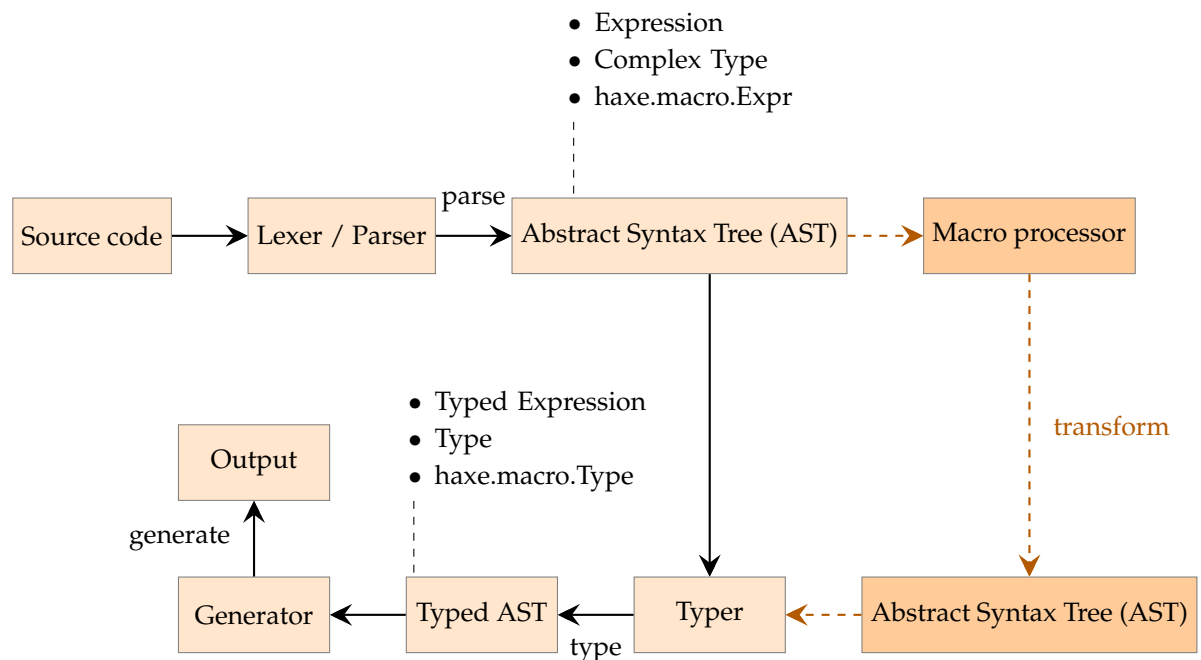 • Expression
• Complex Type
• haxe.macro.Expr
parse
Source code
Lexer / Parser
Abstract Syntax Tree (AST)
Macro processor
• Typed Expression
• Type
• haxe.macro.Type
transform
Output
generate
Generator
Typed AST
Typer
Abstract Syntax Tree (AST)
type